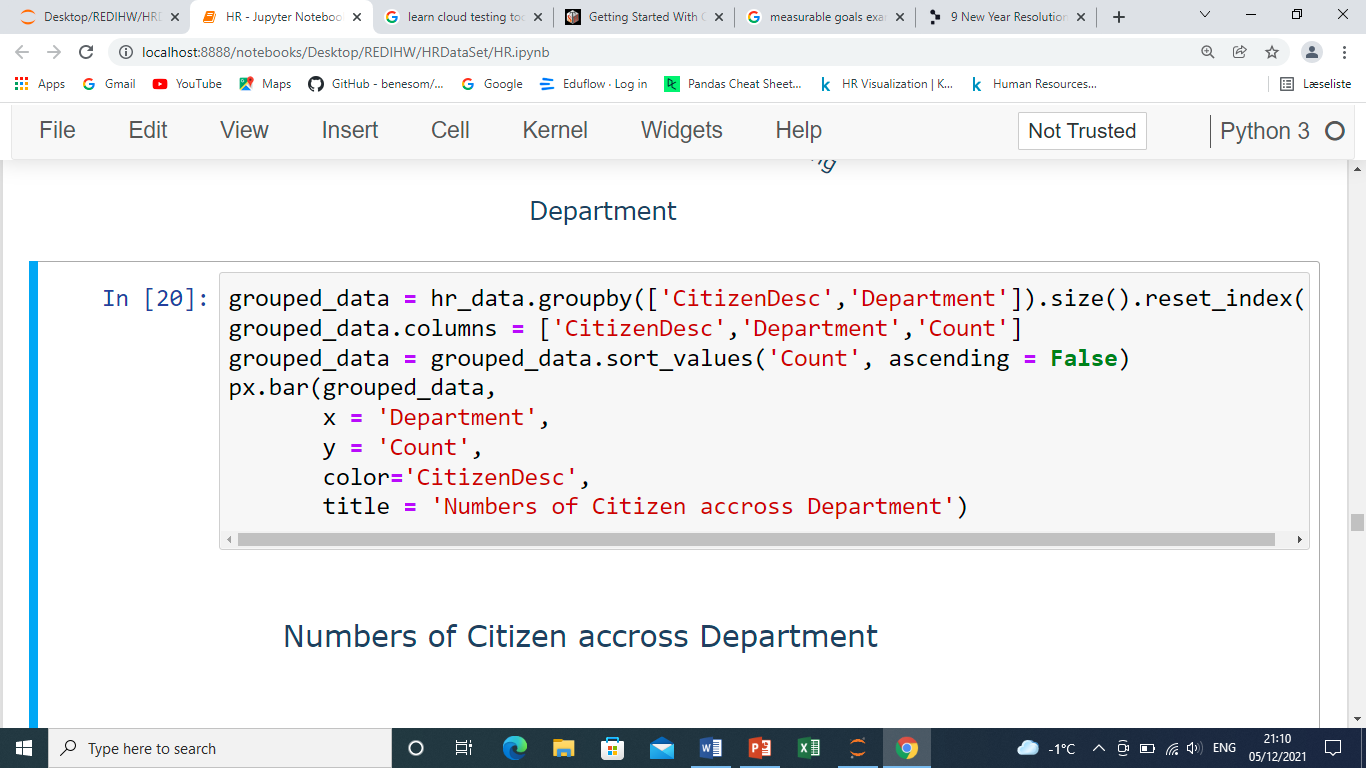 Desktop/REDIHW/HRD
HR - Jupyter Noteboo
learn cloud testing too
Getting Started With C
measurable goals exa
9 New Year Resolution
localhost:8888/notebooks/Desktop/REDIHW/HRDataSet/HR.ipynb
Apps
Gmail
YouTube
Maps
GitHub - benesom/...
Google
Eduflow · Log in
Pandas Cheat Sheet...
HR Visualization | K...
Human Resources...
Læseliste
File Edit View Insert Cell Kernel Widgets Help
Not Trusted
Python 3
ng
Department
In [20]:
grouped_data = hr_data.groupby(['CitizenDesc','Department']).size().reset_index(
grouped_data.columns = ['CitizenDesc','Department','Count']
grouped_data = grouped_data.sort_values('Count', ascending = False)
px.bar(grouped_data,
x = 'Department',
y = 'Count',
color='CitizenDesc',
title = 'Numbers of Citizen accross Department')
Numbers of Citizen accross Department
Type here to search
-1°C
ENG
21:10
05/12/2021